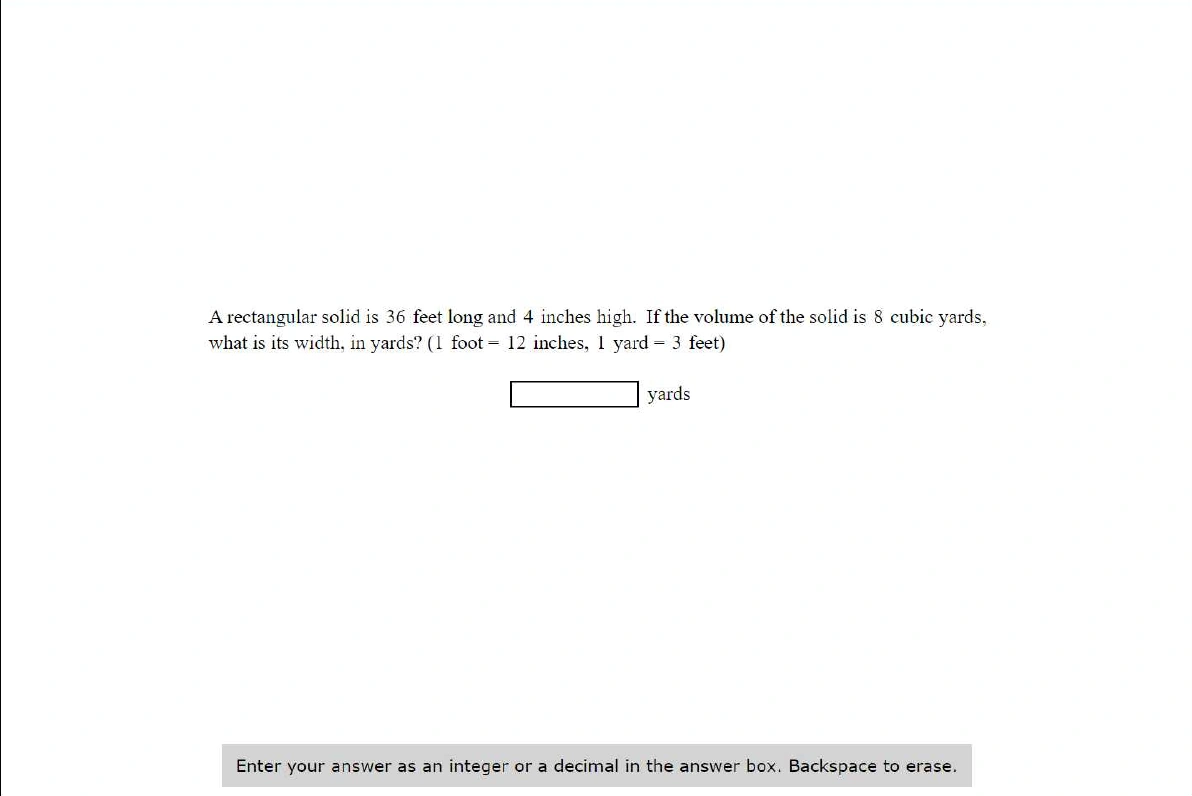 A rectangular solid is 36 feet long and 4 inches high. If the volume of the solid is 8 cubic yards,
what is its width, in yards? (1 foot = 12 inches, 1 yard = 3 feet)
yards
Enter your answer as an integer or a decimal in the answer box. Backspace to erase.